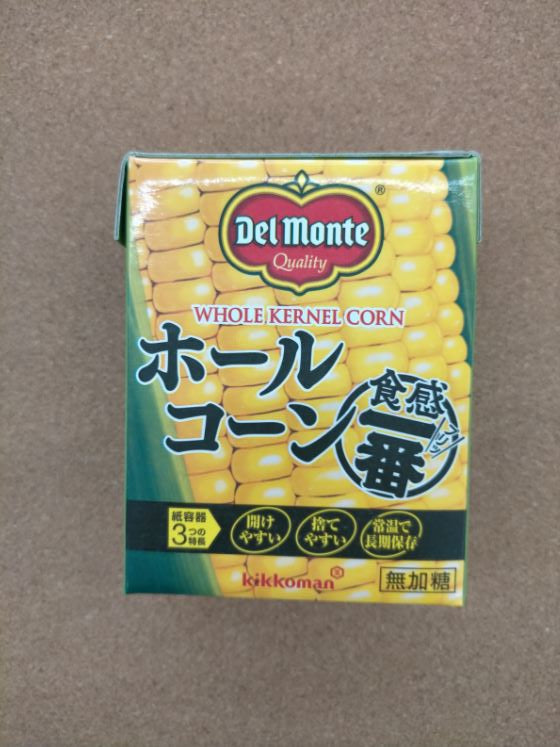 Del Monte
®
Quality
WHOLE KERNEL CORN
ホール
コーン
食感
一番
紙容器
3つの
特長
開け
やすい
捨て
やすい
常温で
長期保存
kikkoman®
無加糖